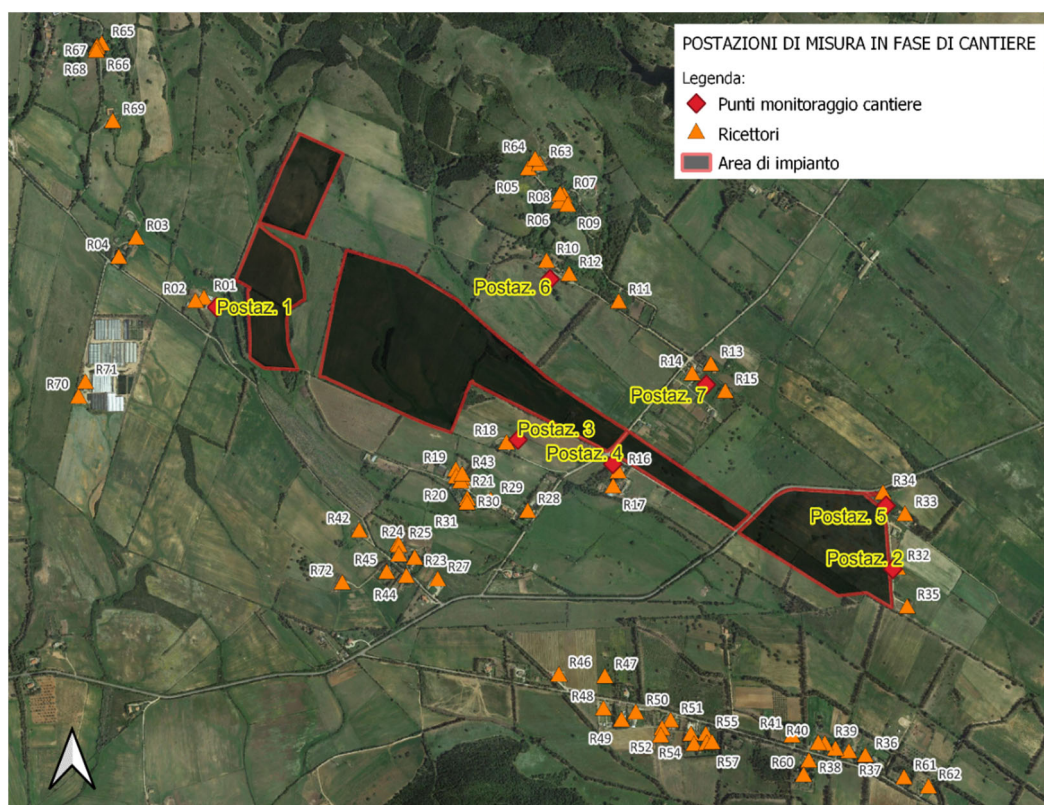 POSTAZIONI DI MISURA IN FASE DI CANTIERE
Legenda:
Punti monitoraggio cantiere
Ricettori
Area di impianto
R65
R67
R66
R68
R69
R64
R63
R05
R07
R08
R06
R09
R03
R04
R10
R12
Postaz. 6
R02
R01
Postaz. 1
R11
R13
R14
R15
Postaz. 7
R71
R70
R18
Postaz. 3
Postaz. 4
R16
R17
R19
R43
R21
R20
R29
R30
R28
R31
R34
R33
Postaz. 5
R42
R24
R25
R45
R23
R72
R27
R44
Postaz. 2
R32
R35
R46
R47
R48
R50
R51
R49
R52
R54
R55
R57
R41
R40
R39
R36
R60
R38
R37
R61
R62